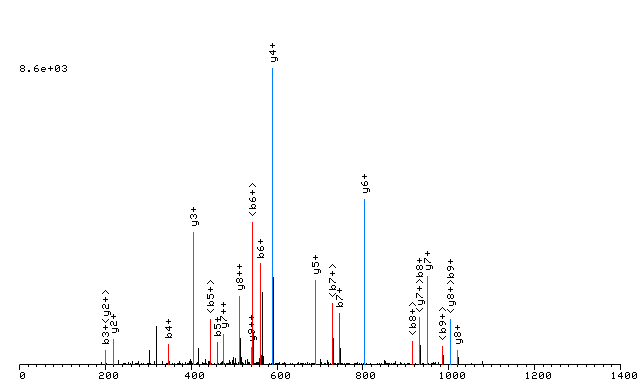 8.6e+03
b3+<y2+>
y2+
b4+
y3+
<b5+>
b5+
y7++
y8++
y9++
<b6+>
b6+
y4+
y5+
<b7+>
b7+
y6+
<b8+>
<y7+>b8+
y7+
<b9+>
<y8+>b9+
y8+
0 200 400 600 800 1000 1200 1400